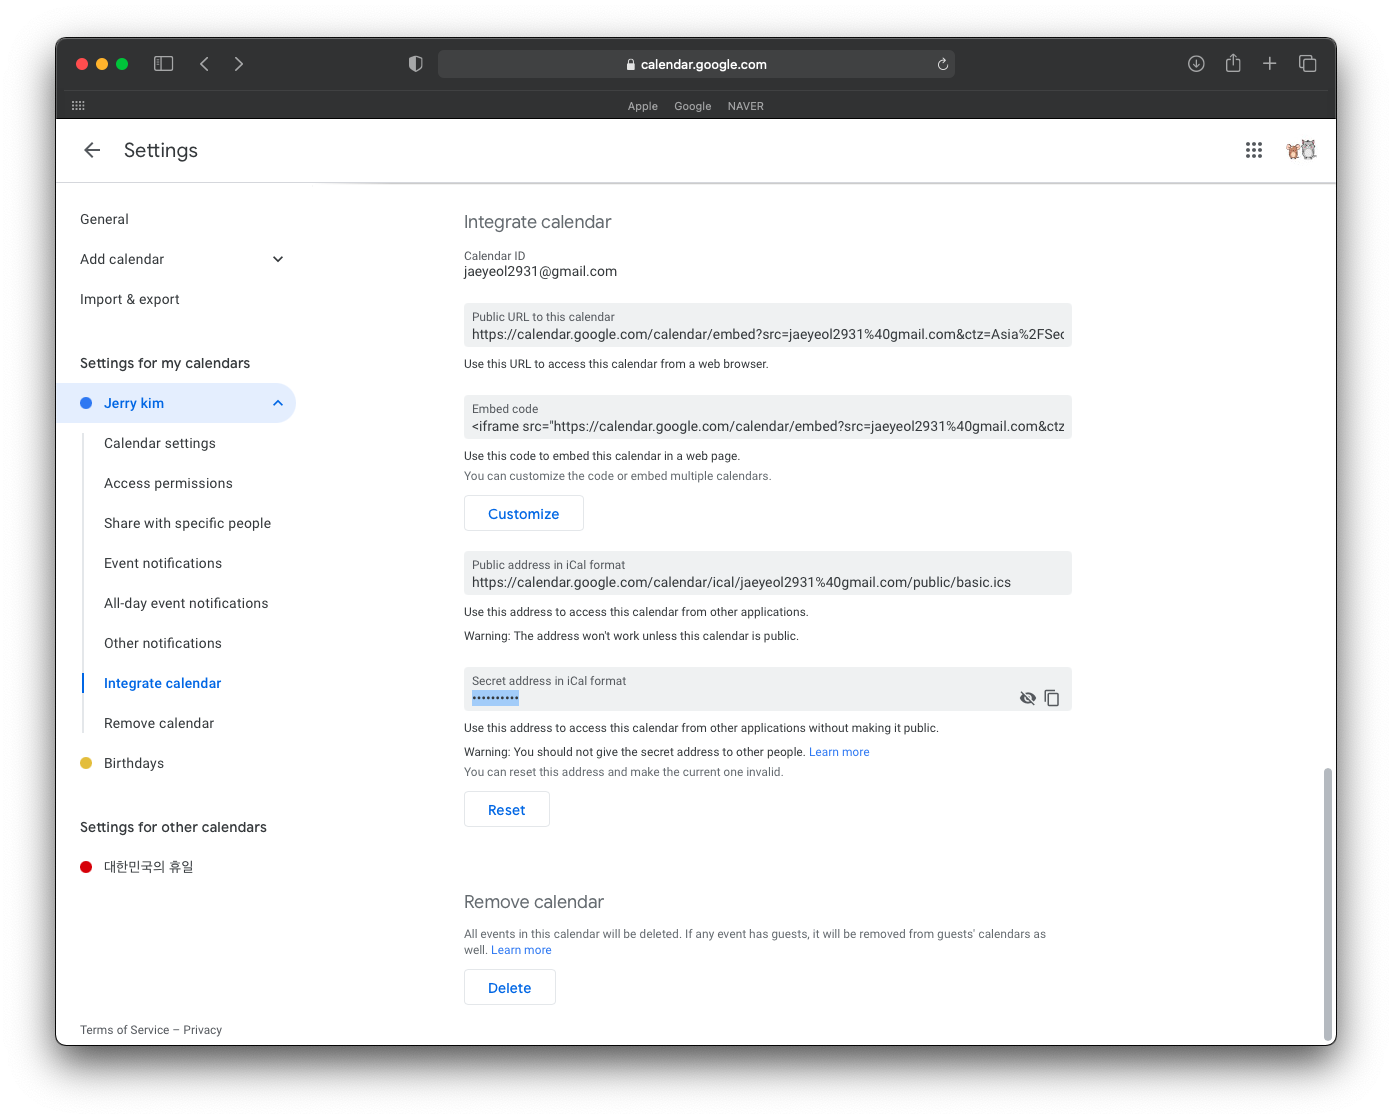 calendar.google.com
Apple Google NAVER
Settings
General
Add calendar
Import & export
Settings for my calendars
Jerry kim
Calendar settings
Access permissions
Share with specific people
Event notifications
All-day event notifications
Other notifications
Integrate calendar
Remove calendar
Birthdays
Settings for other calendars
대한민국의 휴일
Terms of Service – Privacy
Integrate calendar
Calendar ID
jaeyeol2931@gmail.com
Public URL to this calendar
https://calendar.google.com/calendar/embed?src=jaeyeol2931%40gmail.com&ctz=Asia%2FSeo
Use this URL to access this calendar from a web browser.
Embed code
<iframe src="https://calendar.google.com/calendar/embed?src=jaeyeol2931%40gmail.com&ctz
Use this code to embed this calendar in a web page.
You can customize the code or embed multiple calendars.
Customize
Public address in iCal format
https://calendar.google.com/calendar/ical/jaeyeol2931%40gmail.com/public/basic.ics
Use this address to access this calendar from other applications.
Warning: The address won't work unless this calendar is public.
Secret address in iCal format
••••••••••
Use this address to access this calendar from other applications without making it public.
Warning: You should not give the secret address to other people. Learn more
You can reset this address and make the current one invalid.
Reset
Remove calendar
All events in this calendar will be deleted. If any event has guests, it will be removed from guests' calendars as
well. Learn more
Delete